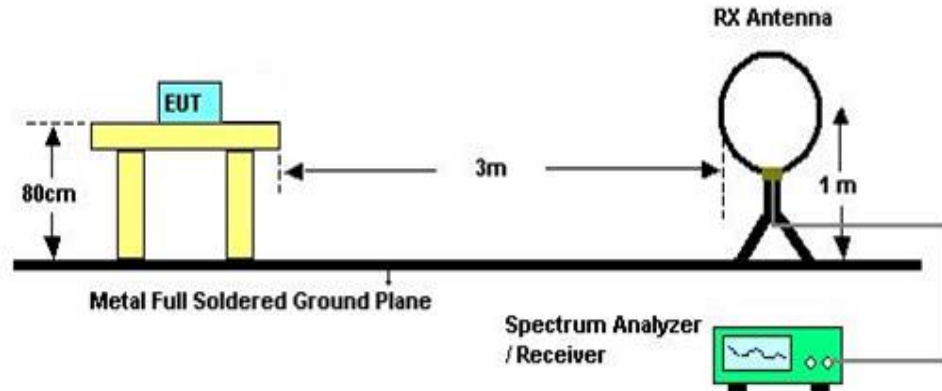 RX Antenna
EUT
80cm
3m
1 m
Metal Full Soldered Ground Plane
Spectrum Analyzer
/ Receiver